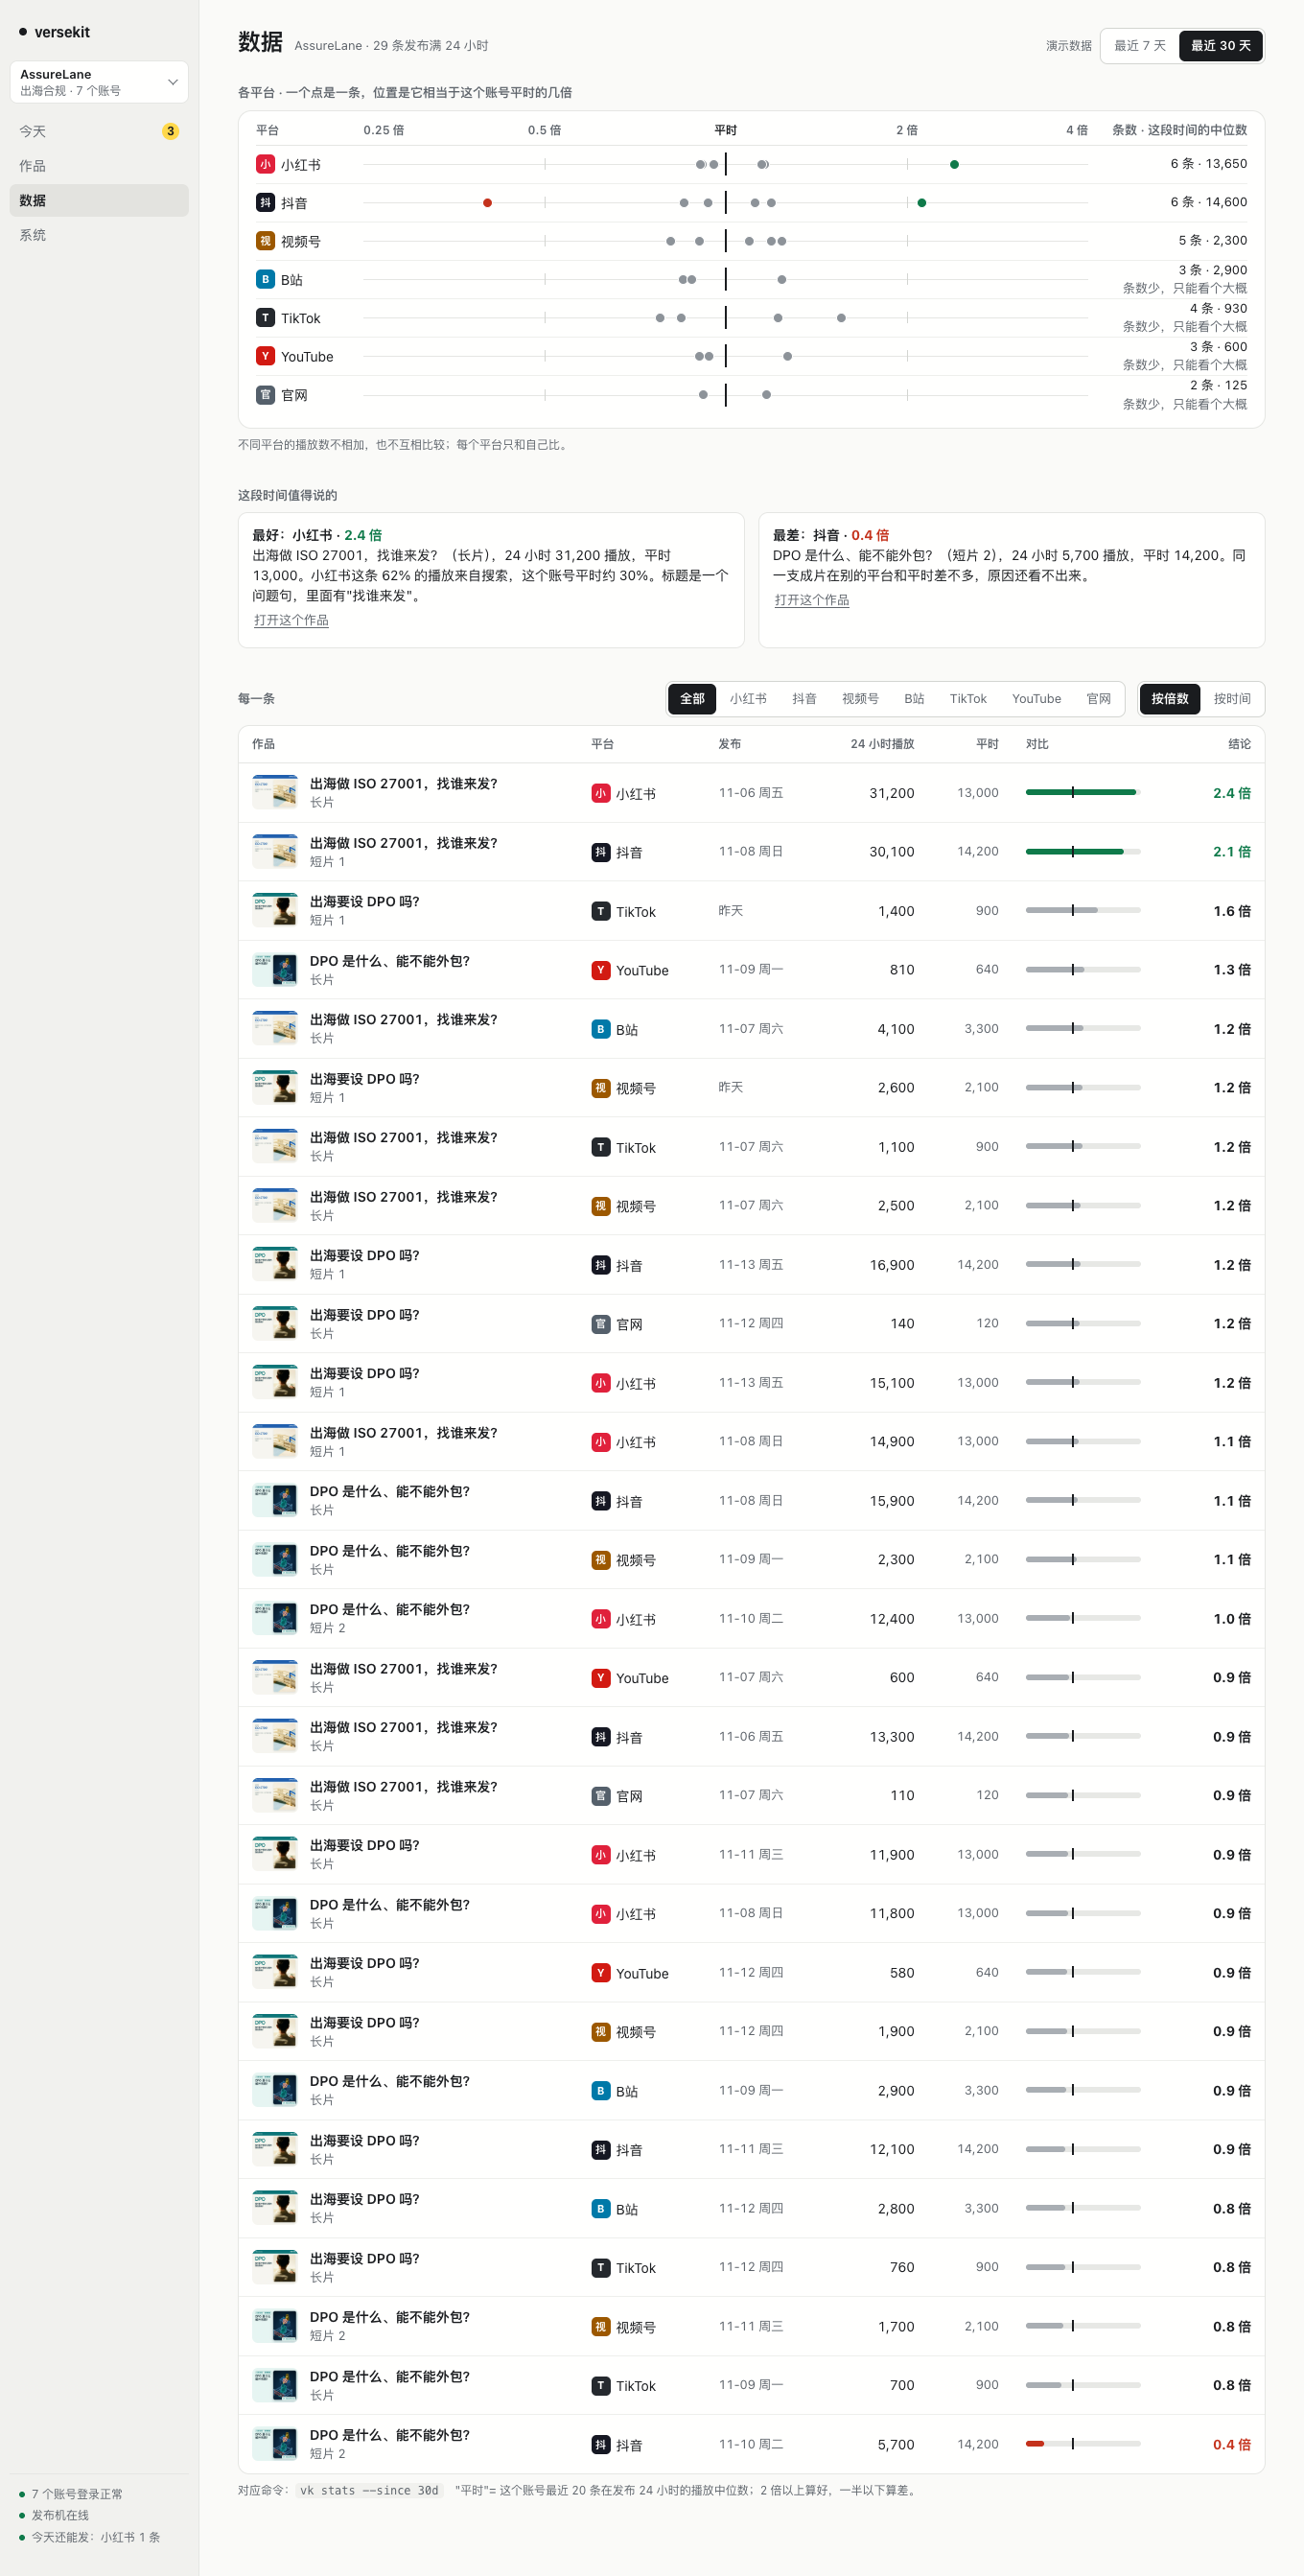 versekit
AssureLane
出海合规 · 7 个账号
今天 3
作品
数据
系统
7 个账号登录正常
发布机在线
今天还能发：小红书 1 条
数据 AssureLane · 29 条发布满 24 小时 演示数据 最近 7 天 最近 30 天
各平台 · 一个点是一条，位置是它相当于这个账号平时的几倍
平台 0.25 倍 0.5 倍 平时 2 倍 4 倍 条数 · 这段时间的中位数
小 小红书 6 条 · 13,650
抖 抖音 6 条 · 14,600
视 视频号 5 条 · 2,300
B B站 3 条 · 2,900
条数少，只能看个大概
T TikTok 4 条 · 930
条数少，只能看个大概
Y YouTube 3 条 · 600
条数少，只能看个大概
官 官网 2 条 · 125
条数少，只能看个大概
不同平台的播放数不相加，也不互相比较；每个平台只和自己比。
这段时间值得说的
最好：小红书 · 2.4 倍
出海做 ISO 27001，找谁来发？（长片），24 小时 31,200 播放，平时
13,000。小红书这条 62% 的播放来自搜索，这个账号平时约 30%。标题是一个
问题句，里面有"找谁来发"。
打开这个作品
最差：抖音 · 0.4 倍
DPO 是什么、能不能外包？（短片 2），24 小时 5,700 播放，平时 14,200。同
一支成片在别的平台和平时差不多，原因还看不出来。
打开这个作品
每一条 全部 小红书 抖音 视频号 B站 TikTok YouTube 官网 按倍数 按时间
作品 平台 发布 24 小时播放 平时 对比 结论
出海做 ISO 27001，找谁来发？
长片
小 小红书 11-06 周五 31,200 13,000 2.4 倍
出海做 ISO 27001，找谁来发？
短片 1
抖 抖音 11-08 周日 30,100 14,200 2.1 倍
出海要设 DPO 吗？
短片 1
T TikTok 昨天 1,400 900 1.6 倍
DPO 是什么、能不能外包？
长片
Y YouTube 11-09 周一 810 640 1.3 倍
出海做 ISO 27001，找谁来发？
长片
B B站 11-07 周六 4,100 3,300 1.2 倍
出海要设 DPO 吗？
短片 1
视 视频号 昨天 2,600 2,100 1.2 倍
出海做 ISO 27001，找谁来发？
长片
T TikTok 11-07 周六 1,100 900 1.2 倍
出海做 ISO 27001，找谁来发？
长片
视 视频号 11-07 周六 2,500 2,100 1.2 倍
出海要设 DPO 吗？
短片 1
抖 抖音 11-13 周五 16,900 14,200 1.2 倍
出海要设 DPO 吗？
长片
官 官网 11-12 周四 140 120 1.2 倍
出海要设 DPO 吗？
短片 1
小 小红书 11-13 周五 15,100 13,000 1.2 倍
出海做 ISO 27001，找谁来发？
短片 1
小 小红书 11-08 周日 14,900 13,000 1.1 倍
DPO 是什么、能不能外包？
长片
抖 抖音 11-08 周日 15,900 14,200 1.1 倍
DPO 是什么、能不能外包？
长片
视 视频号 11-09 周一 2,300 2,100 1.1 倍
DPO 是什么、能不能外包？
短片 2
小 小红书 11-10 周二 12,400 13,000 1.0 倍
出海做 ISO 27001，找谁来发？
长片
Y YouTube 11-07 周六 600 640 0.9 倍
出海做 ISO 27001，找谁来发？
长片
抖 抖音 11-06 周五 13,300 14,200 0.9 倍
出海做 ISO 27001，找谁来发？
长片
官 官网 11-07 周六 110 120 0.9 倍
出海要设 DPO 吗？
长片
小 小红书 11-11 周三 11,900 13,000 0.9 倍
DPO 是什么、能不能外包？
长片
小 小红书 11-08 周日 11,800 13,000 0.9 倍
出海要设 DPO 吗？
长片
Y YouTube 11-12 周四 580 640 0.9 倍
出海要设 DPO 吗？
长片
视 视频号 11-12 周四 1,900 2,100 0.9 倍
DPO 是什么、能不能外包？
长片
B B站 11-09 周一 2,900 3,300 0.9 倍
出海要设 DPO 吗？
长片
抖 抖音 11-11 周三 12,100 14,200 0.9 倍
出海要设 DPO 吗？
长片
B B站 11-12 周四 2,800 3,300 0.8 倍
出海要设 DPO 吗？
长片
T TikTok 11-12 周四 760 900 0.8 倍
DPO 是什么、能不能外包？
短片 2
视 视频号 11-11 周三 1,700 2,100 0.8 倍
DPO 是什么、能不能外包？
长片
T TikTok 11-09 周一 700 900 0.8 倍
DPO 是什么、能不能外包？
短片 2
抖 抖音 11-10 周二 5,700 14,200 0.4 倍
对应命令： vk stats --since 30d "平时"= 这个账号最近 20 条在发布 24 小时的播放中位数；2 倍以上算好，一半以下算差。